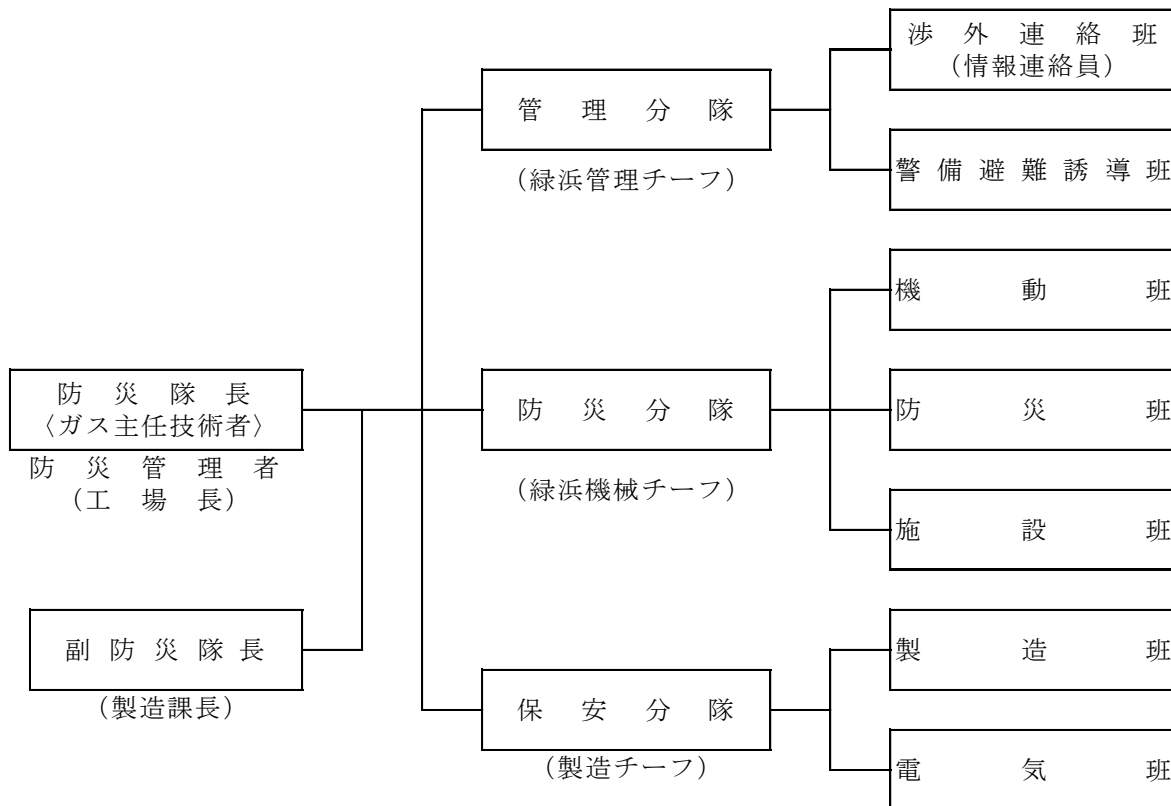 渉外連絡班
（情報連絡員）
管理分隊
（緑浜管理チーフ）
警備避難誘導班
機動班
防災隊長
〈ガス主任技術者〉
防災管理者
（工場長）
防災分隊
（緑浜機械チーフ）
防災班
施設班
副防災隊長
（製造課長）
製造班
保安分隊
（製造チーフ）
電気班